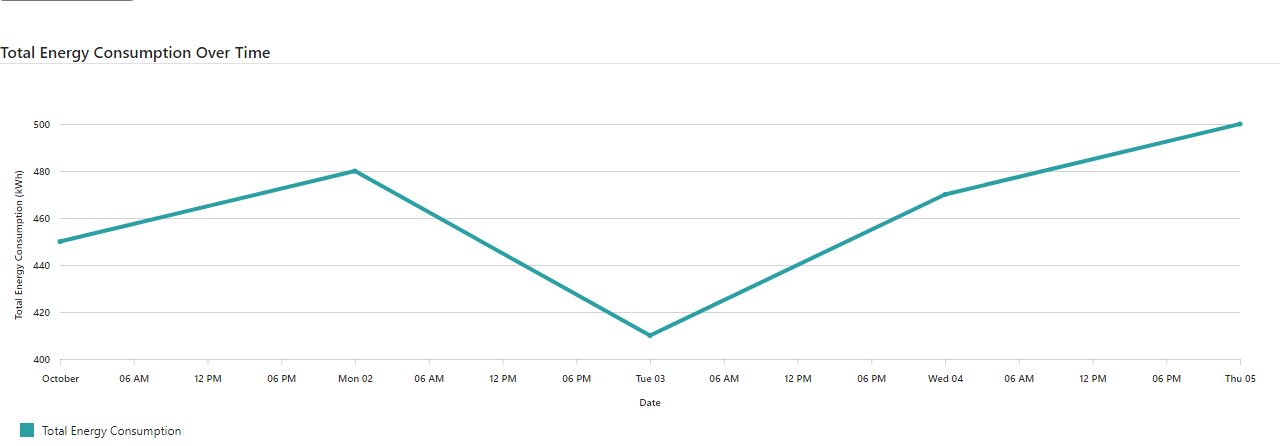 Total Energy Consumption Over Time
500
480
460
440
420
400
Total Energy Consumption (kWh)
October 06 AM 12 PM 06 PM Mon 02 06 AM 12 PM 06 PM Tue 03 06 AM 12 PM 06 PM Wed 04 06 AM 12 PM 06 PM Thu 05
Date
Total Energy Consumption